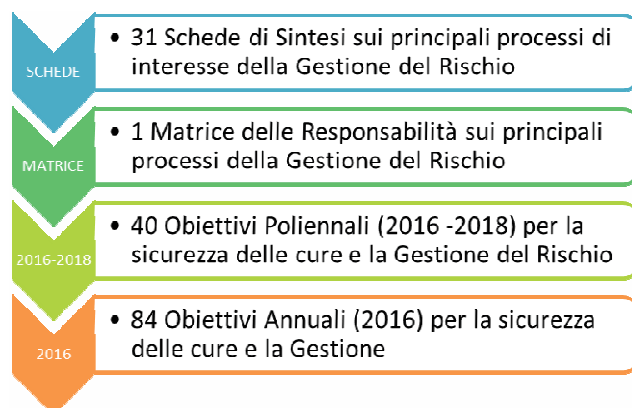 SCHEDE
• 31 Schede di Sintesi sui principali processi di
interesse della Gestione del Rischio
MATRICE
• 1 Matrice delle Responsabilità sui principali
processi della Gestione del Rischio
2016-2018
• 40 Obiettivi Poliennali (2016 -2018) per la
sicurezza delle cure e la Gestione del Rischio
2016
• 84 Obiettivi Annuali (2016) per la sicurezza
delle cure e la Gestione